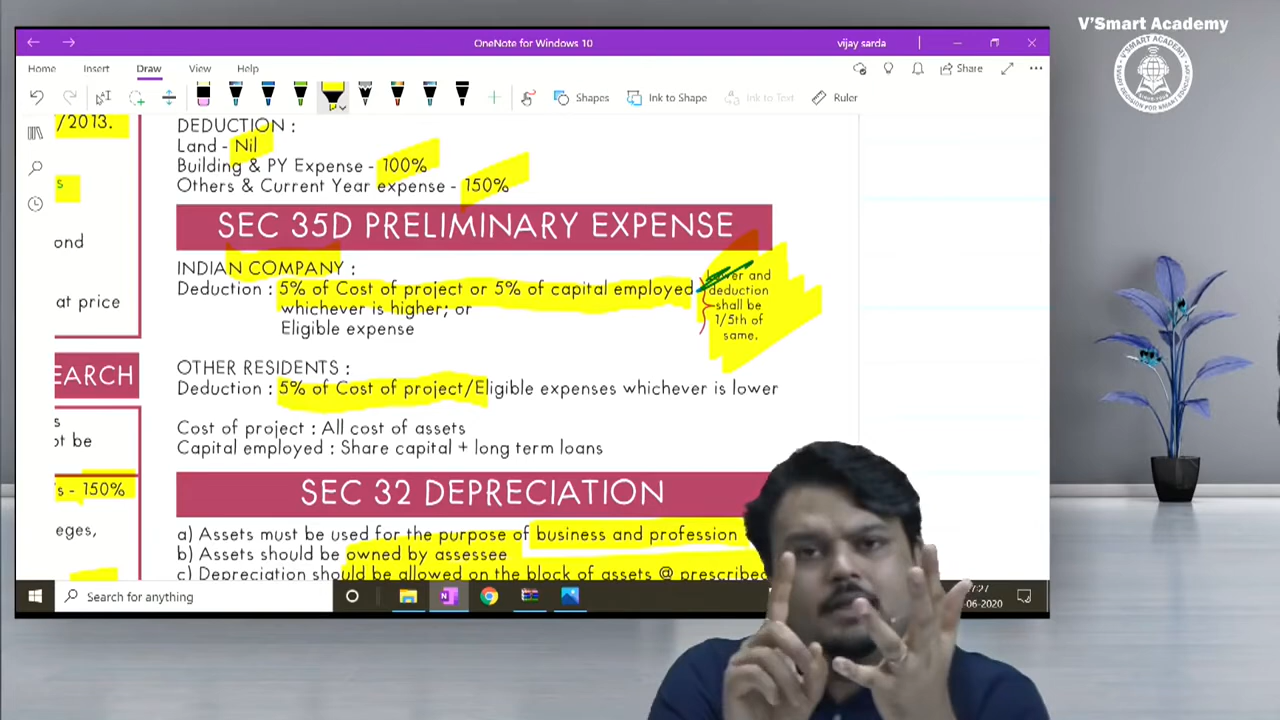 V'Smart Academy
OneNote for Windows 10
vijay sarda
Home
Insert
Draw
View
Help
Share
Shapes
Ink to Shape
Ink to Text
Ruler
/2013.
s
ond
at price
EARCH
s
ot be
s - 150%
eges,
DEDUCTION :
Land - Nil
Building & PY Expense - 100%
Others & Current Year expense - 150%
SEC 35D PRELIMINARY EXPENSE
INDIAN COMPANY :
Deduction : 5% of Cost of project or 5% of capital employed
whichever is higher; or
Eligible expense
Lower and
deduction
shall be
1/5th of
same.
OTHER RESIDENTS :
Deduction : 5% of Cost of project/Eligible expenses whichever is lower
Cost of project : All cost of assets
Capital employed : Share capital + long term loans
SEC 32 DEPRECIATION
a) Assets must be used for the purpose of business and profession
b) Assets should be owned by assessee
c) Depreciation should be allowed on the block of assets @ prescribed
Search for anything
-06-2020